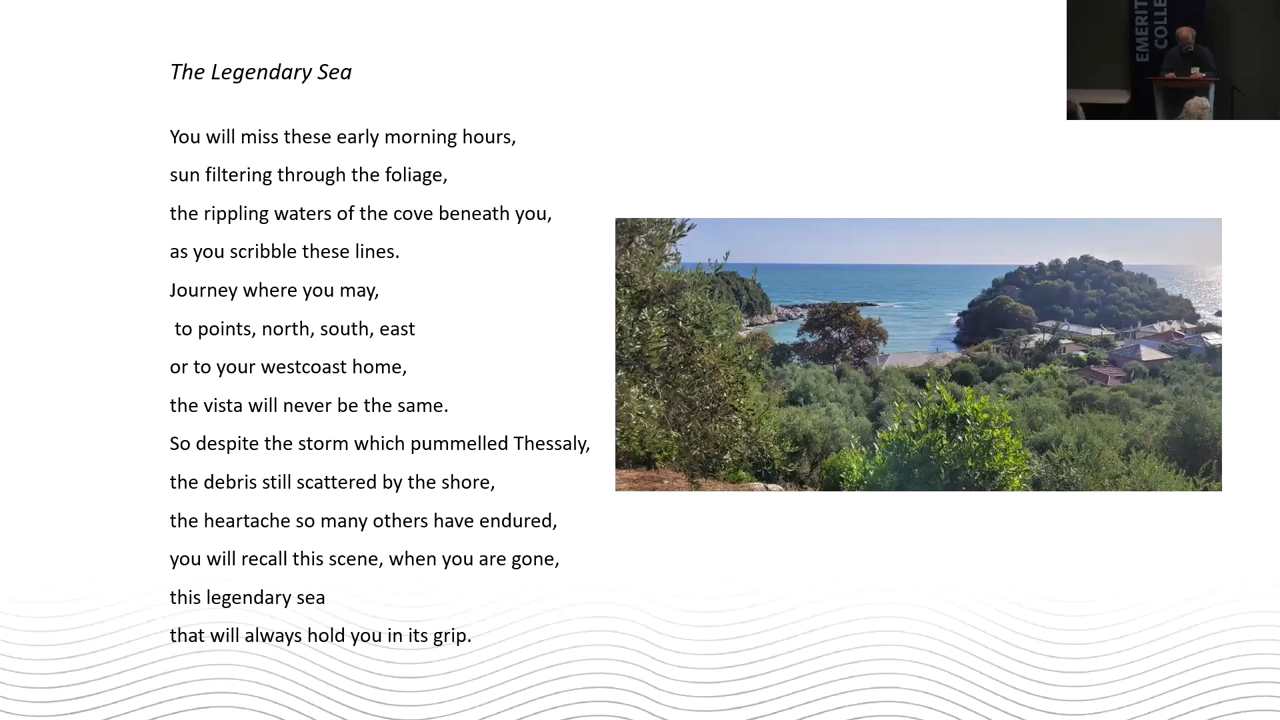 The Legendary Sea
You will miss these early morning hours,
sun filtering through the foliage,
the rippling waters of the cove beneath you,
as you scribble these lines.
Journey where you may,
to points, north, south, east
or to your westcoast home,
the vista will never be the same.
So despite the storm which pummelled Thessaly,
the debris still scattered by the shore,
the heartache so many others have endured,
you will recall this scene, when you are gone,
this legendary sea
that will always hold you in its grip.
EMERIT
COLLE